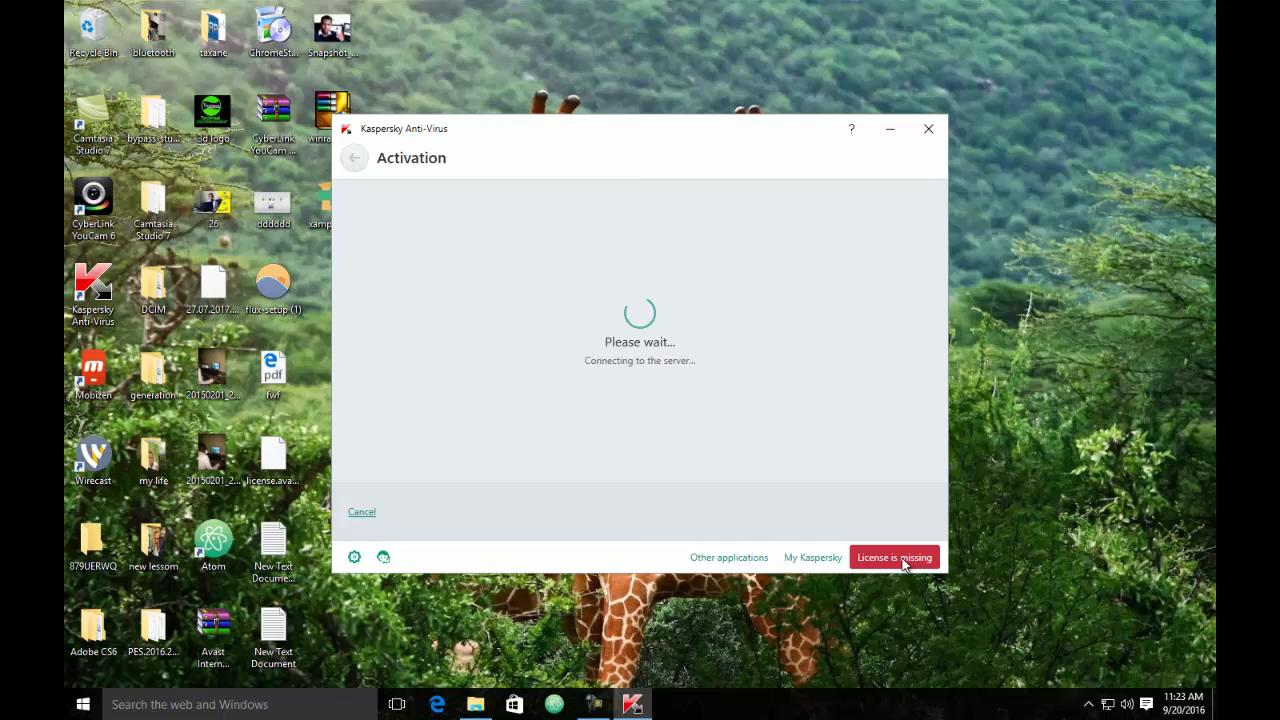 Recycle Bin
bluetooth
taxane
ChromeSt...
Snapshot_...
Camtasia
Studio 7
bypass-stu...
3d logo
CyberLink
YouCam ...
CyberLink
YouCam 6
Camtasia
Studio 7
26
dddddd
Kaspersky
Anti-Virus
DCIM
27.07.2017....
flux-setup (1)
Mobizen
generation
20150201_2...
pdf
fwf
Wirecast
my life
20150201_2...
license.ava...
879UERWQ
new lessom
Atom
New Text
Docume...
Adobe CS6
PES.2016.2...
Avast
Intern...
New Text
Document
Kaspersky Anti-Virus
?
Activation
Please wait...
Connecting to the server...
Cancel
Other applications
My Kaspersky
License is missing
Search the web and Windows
11:23 AM
9/20/2016